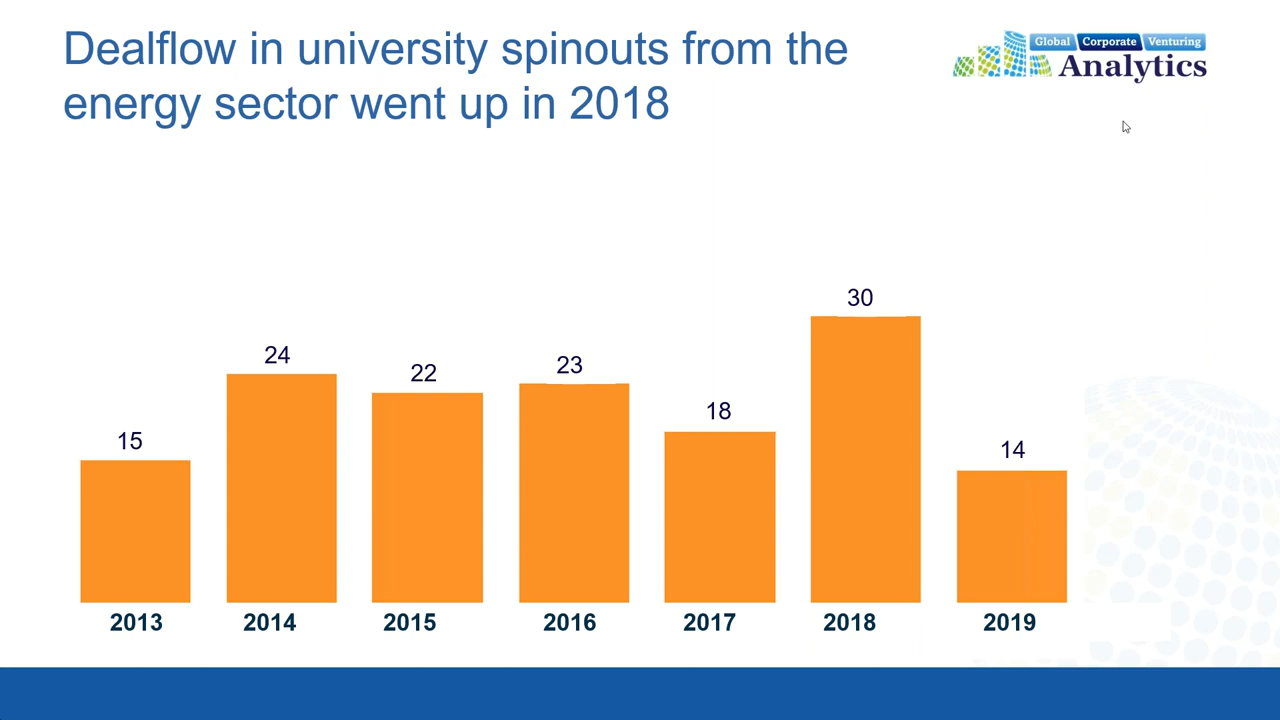 Dealflow in university spinouts from the
energy sector went up in 2018
Global Corporate Venturing
Analytics
30
24
23
22
18
15
14
2013 2014 2015 2016 2017 2018 2019